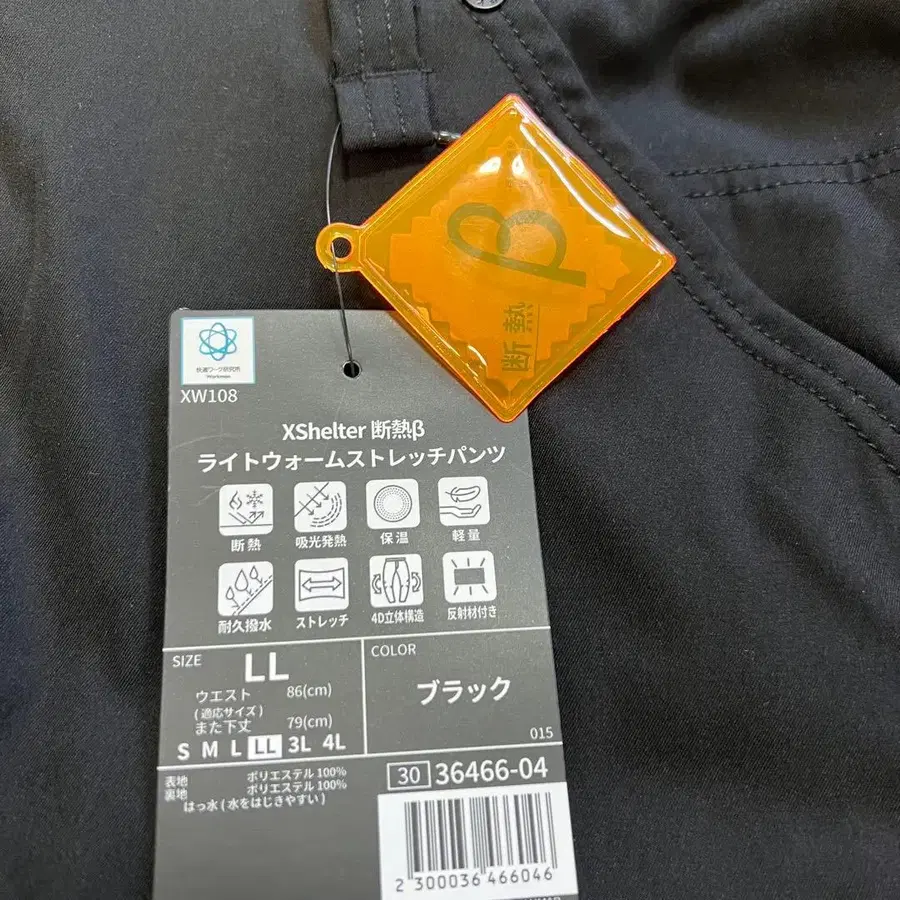 β
断熱
快適ワーク研究所
Workeeps
XW108
XShelter 断熱β
ライトウォームストレッチパンツ
断熱 吸光発熱 保温 軽量
耐久撥水 ストレッチ 4D立体構造 反射材付き
SIZE LL
ウエスト 86(cm)
(適応サイズ)
また下丈 79(cm)
S M L LL 3L 4L
COLOR
ブラック
015
表地 ポリエステル 100%
裏地 ポリエステル 100%
はっ水(水をはじきやすい)
30 36466-04
2 300036 466046